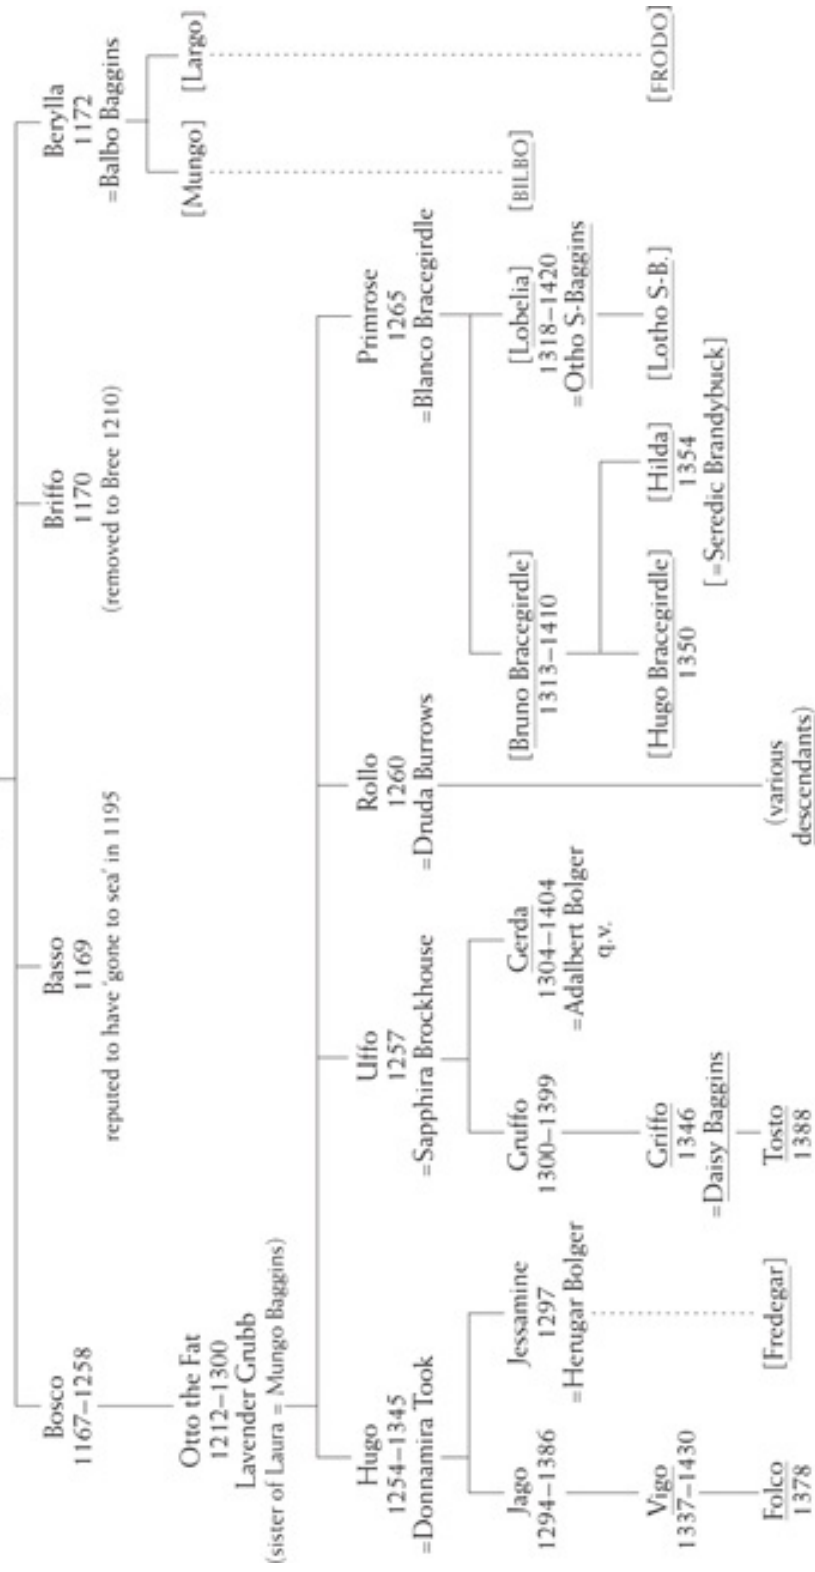 Bosco
1167–1258
Basso
1169
reputed to have 'gone to sea' in 1195
Briffo
1170
(removed to Bree 1210)
Berylla
1172
=Balbo Baggins
Otto the Fat
1212–1300
Lavender Grubb
(sister of Laura = Mungo Baggins)
[Mungo]
[Largo]
Hugo
1254–1345
=Donnamira Took
Uffo
1257
=Sapphira Brockhouse
Rollo
1260
=Druda Burrows
Primrose
1265
=Blanco Bracegirdle
Jago
1294–1386
Jessamine
1297
=Herugar Bolger
Gruffo
1300–1399
Gerda
1304–1404
=Adalbert Bolger
q.v.
[Bruno Bracegirdle]
1313–1410
[Lobelia]
1318–1420
=Otho S-Baggins
[BILBO]
Vigo
1337–1430
Griffo
1346
=Daisy Baggins
[Hugo Bracegirdle]
1350
[Hilda]
1354
[=Seredic Brandybuck]
[Lotho S-B.]
[FRODO]
Folco
1378
[Fredegar]
Tosto
1388
(various
descendants)